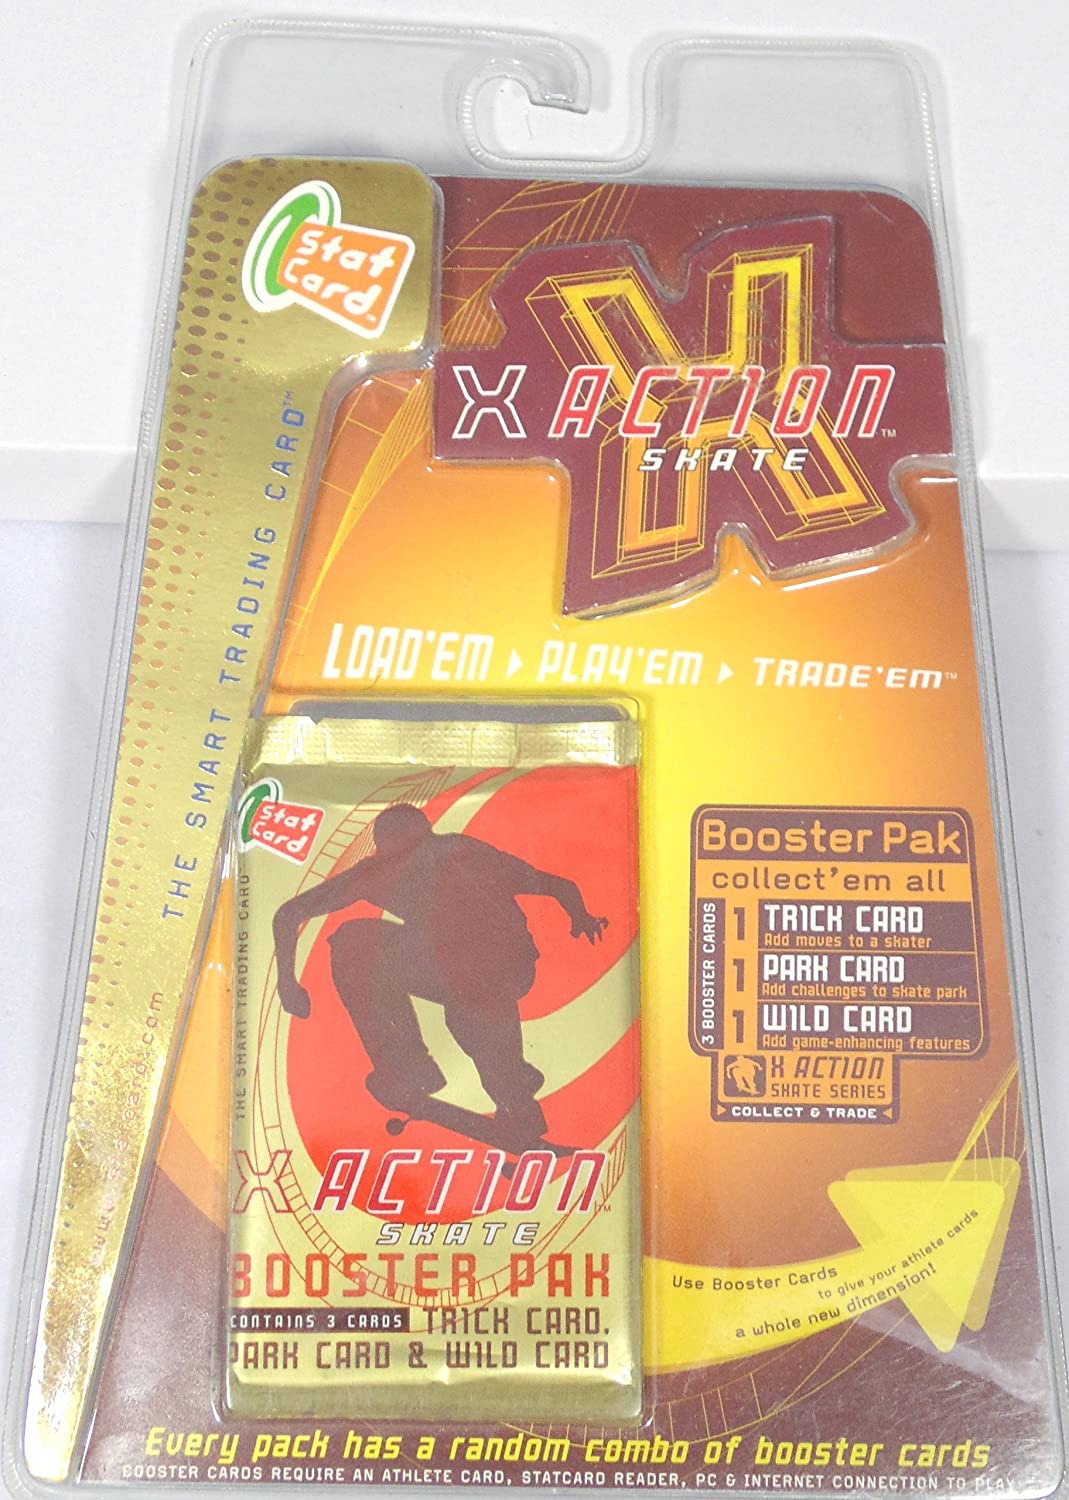 Stat
Card™
THE SMART TRADING CARD™
X ACTION™
SKATE
LOAD'EM PLAY'EM TRADE'EM™
Stat
Card
THE SMART TRADING CARD
X ACTION™
SKATE
BOOSTER PAK
CONTAINS 3 CARDS TRICK CARD,
PARK CARD & WILD CARD
Booster Pak
collect'em all
3 BOOSTER CARDS
1 TRICK CARD
Add moves to a skater
1 PARK CARD
Add challenges to skate park
1 WILD CARD
Add game-enhancing features
X ACTION
SKATE SERIES
COLLECT & TRADE
Use Booster Cards
to give your athlete cards
a whole new dimension!
Every pack has a random combo of booster cards
BOOSTER CARDS REQUIRE AN ATHLETE CARD, STATCARD READER, PC & INTERNET CONNECTION TO PLAY